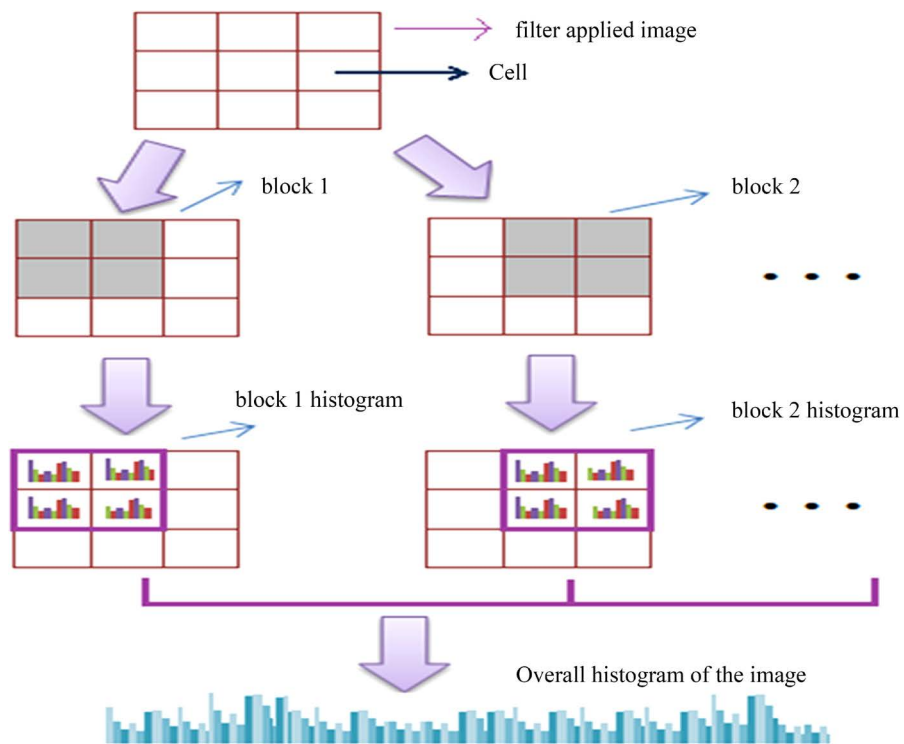 filter applied image
Cell
block 1
block 2
block 1 histogram
block 2 histogram
Overall histogram of the image